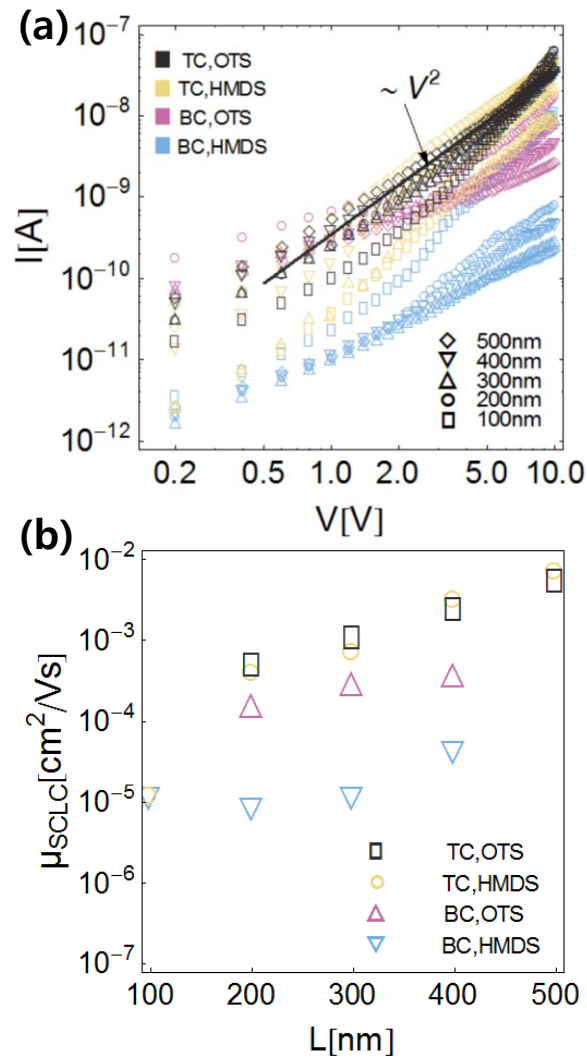 (a)
10⁻⁷
10⁻⁸
10⁻⁹
10⁻¹⁰
10⁻¹¹
10⁻¹²
I[A]
TC,OTS
TC,HMDS
BC,OTS
BC,HMDS
~ V²
500nm
400nm
300nm
200nm
100nm
0.2 0.5 1.0 2.0 5.0 10.0
V[V]
(b)
10⁻²
10⁻³
10⁻⁴
10⁻⁵
10⁻⁶
10⁻⁷
μSCLC[cm²/Vs]
TC,OTS
TC,HMDS
BC,OTS
BC,HMDS
100 200 300 400 500
L[nm]